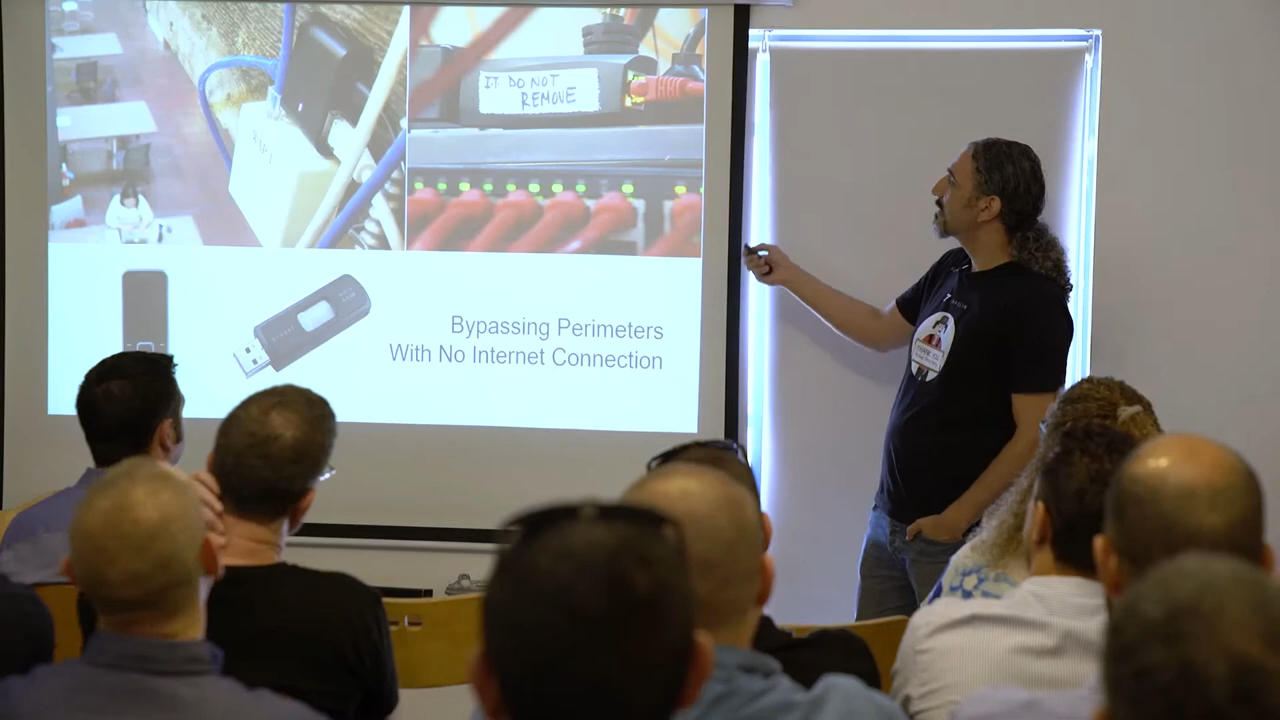 IT DO NOT
REMOVE
Bypassing Perimeters
With No Internet Connection